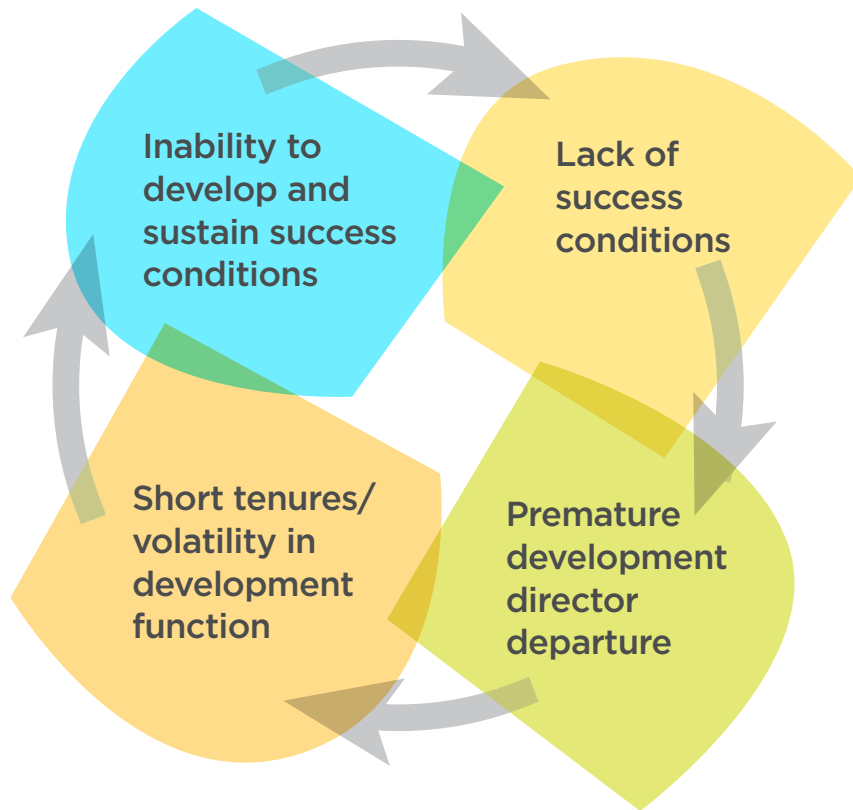 Inability to
develop and
sustain success
conditions
Lack of
success
conditions
Premature
development
director
departure
Short tenures/
volatility in
development
function